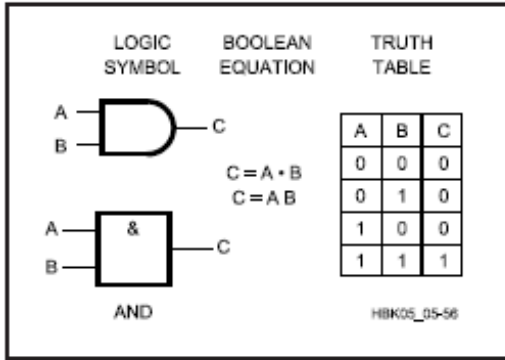 LOGIC SYMBOL
BOOLEAN EQUATION
TRUTH TABLE
A
B
C
C = A • B
C = A B
A
B
&
C
AND
A B C
0 0 0
0 1 0
1 0 0
1 1 1
HBK05_05-56